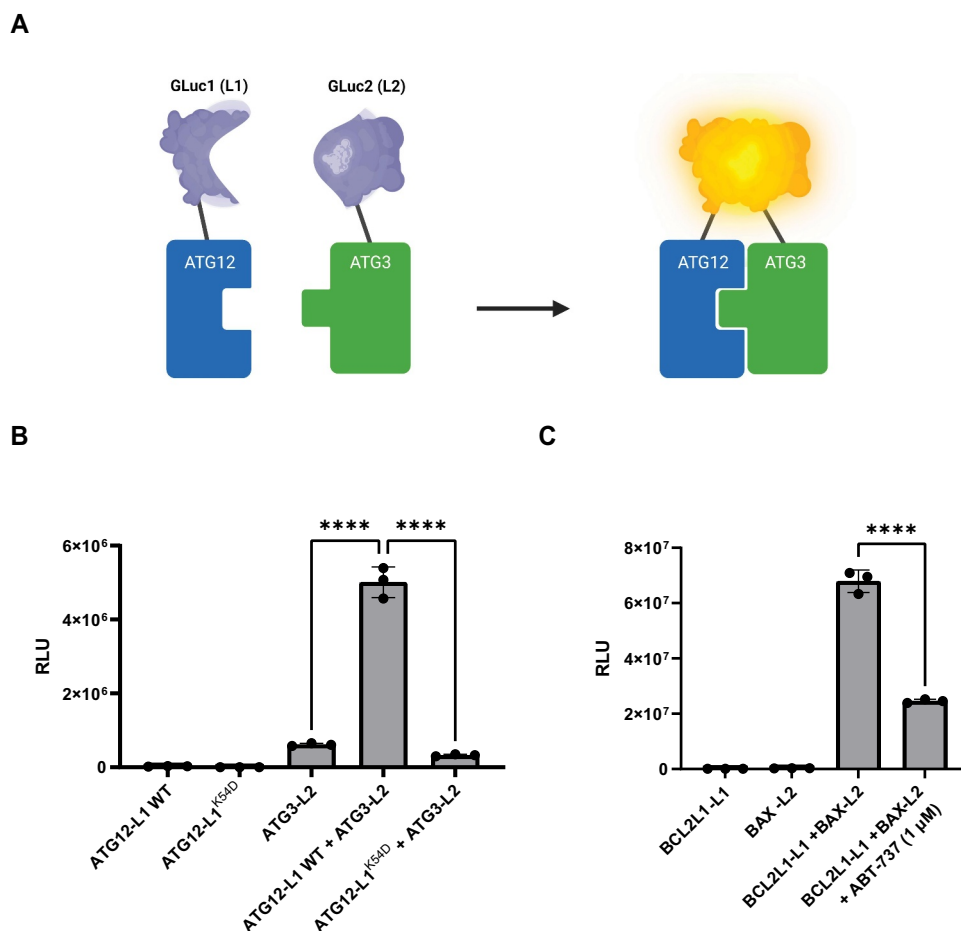 A
GLuc1 (L1)
GLuc2 (L2)
ATG12
ATG3
ATG12
ATG3
B
RLU
6×10⁶
4×10⁶
2×10⁶
0
****
****
ATG12-L1 WT
ATG12-L1ᴷ⁵⁴ᴰ
ATG3-L2
ATG12-L1 WT + ATG3-L2
ATG12-L1ᴷ⁵⁴ᴰ + ATG3-L2
C
RLU
8×10⁷
6×10⁷
4×10⁷
2×10⁷
0
****
BCL2L1-L1
BAX -L2
BCL2L1-L1 +BAX-L2
BCL2L1-L1 +BAX-L2
+ ABT-737 (1 µM)